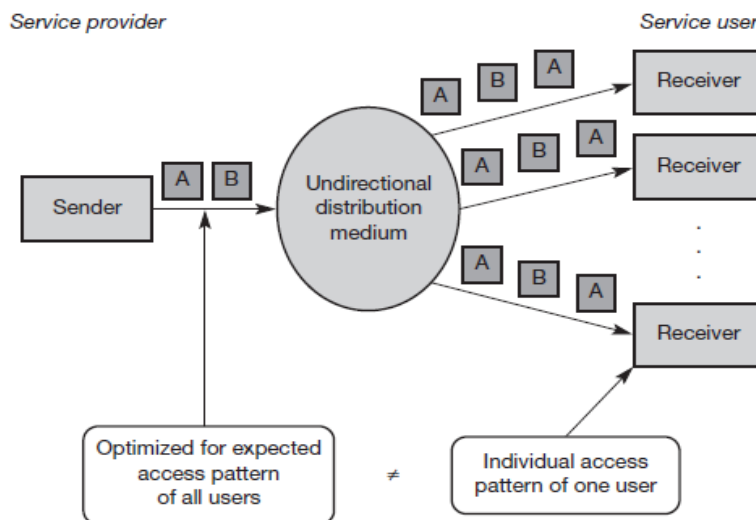 Service provider
Service user
A
B
A
Receiver
A
B
A
Receiver
A
B
Sender
Undirectional
distribution
medium
.
.
.
A
B
A
Receiver
Optimized for expected
access pattern
of all users
≠
Individual access
pattern of one user